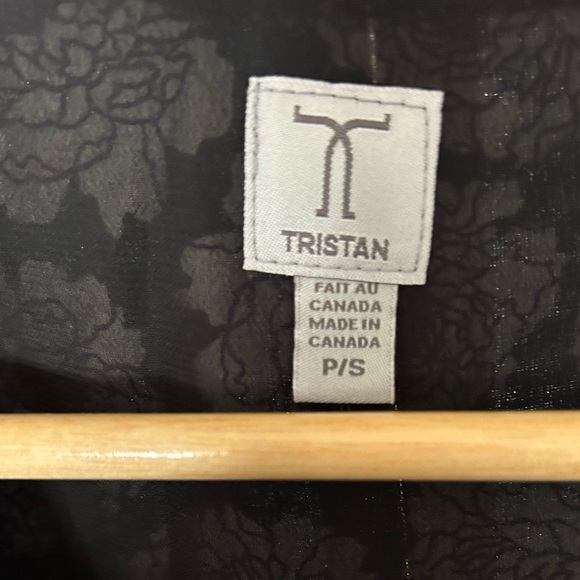 TRISTAN
FAIT AU
CANADA
MADE IN
CANADA
P/S